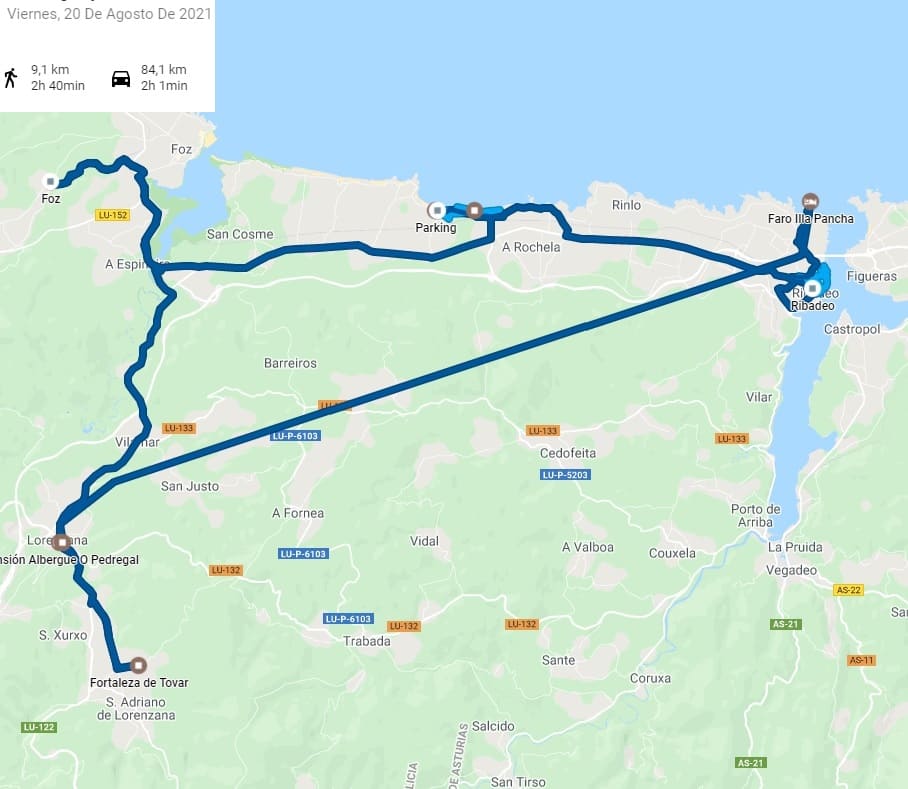 Viernes, 20 De Agosto De 2021
9,1 km
2h 40min
84,1 km
2h 1min
Foz
Foz
LU-152
Rinlo
Faro Illa Pancha
Parking
San Cosme
A Rochela
A Espiñeira
Figueras
Ribadeo
Ribadeo
Castropol
Barreiros
Vilar
LU-133
LU-P-6103
LU-133
LU-133
Vilamar
Cedofeita
LU-P-5203
San Justo
Porto de
Arriba
A Fornea
Lorenzana
Vidal
A Valboa
Couxela
La Pruida
nsión Albergue O Pedregal
LU-P-6103
LU-132
Vegadeo
AS-22
LU-P-6103
LU-132
LU-132
AS-21
S. Xurxo
Trabada
Sante
AS-11
Fortaleza de Tovar
Coruxa
S. Adriano
de Lorenzana
LU-122
Salcido
DE ASTURIAS
LICIA
AS-21
San Tirso